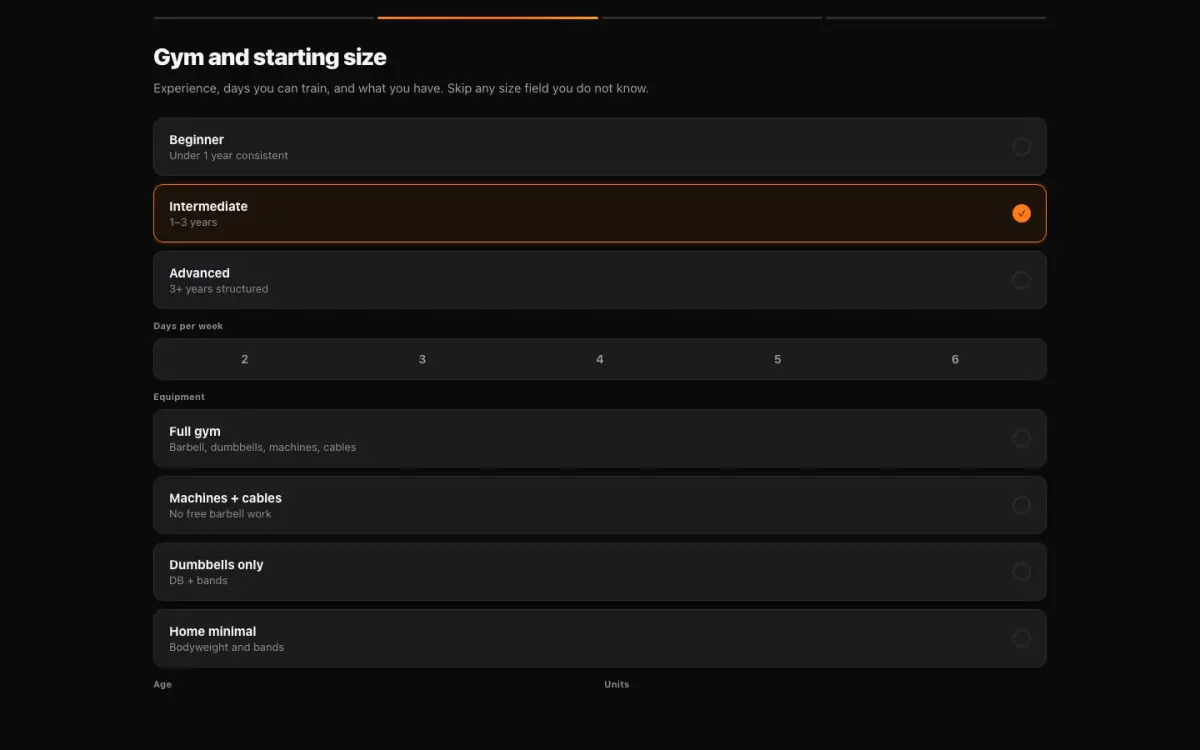 Gym and starting size
Experience, days you can train, and what you have. Skip any size field you do not know.
Beginner
Under 1 year consistent
Intermediate
1–3 years
Advanced
3+ years structured
Days per week
2 3 4 5 6
Equipment
Full gym
Barbell, dumbbells, machines, cables
Machines + cables
No free barbell work
Dumbbells only
DB + bands
Home minimal
Bodyweight and bands
Age Units